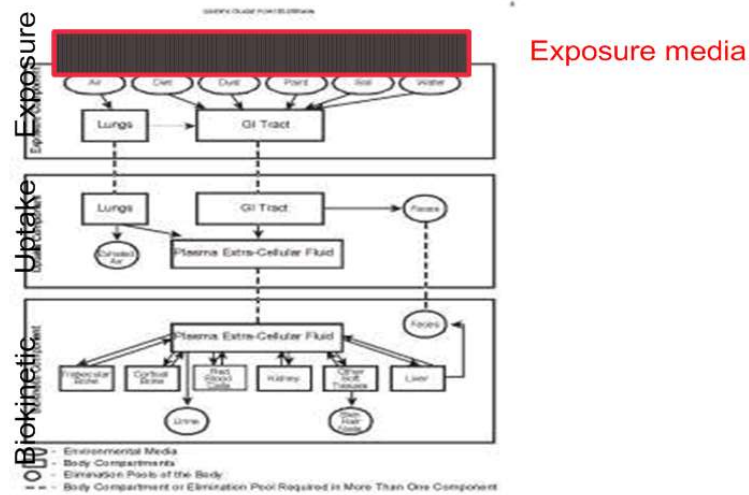 Exposure media
Exposure
Air Diet Dust Paint Soil Water
Lungs GI Tract
Uptake
Lungs GI Tract Feces
Exhaled Air
Plasma Extra-Cellular Fluid
Biokinetic
Feces
Plasma Extra-Cellular Fluid
Trabecular Bone
Cortical Bone
Red Blood Cells
Kidney
Other Soft Tissues
Liver
Urine
Skin Hair Nails
- Environmental Media
- Body Compartments
- Elimination Pools of the Body
- Body Compartment or Elimination Pool Required in More Than One Component